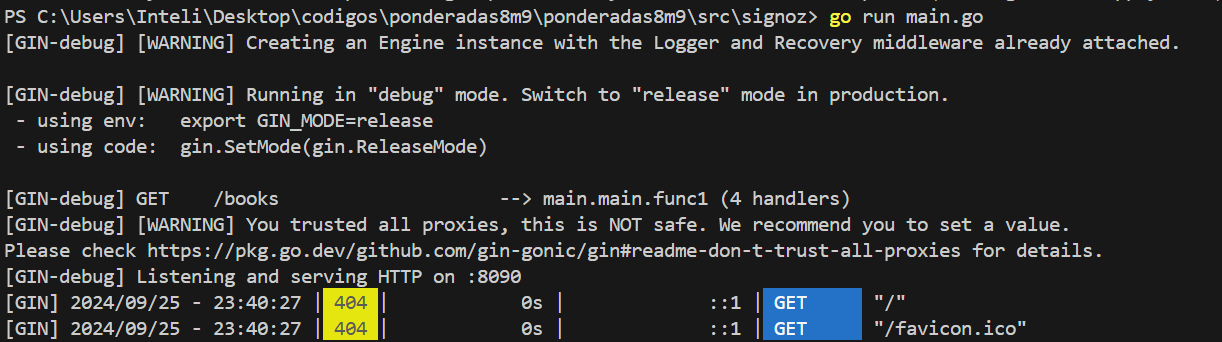 PS C:\Users\Inteli\Desktop\codigos\ponderadas8m9\ponderadas8m9\src\signoz> go run main.go
[GIN-debug] [WARNING] Creating an Engine instance with the Logger and Recovery middleware already attached.
[GIN-debug] [WARNING] Running in "debug" mode. Switch to "release" mode in production.
- using env: export GIN_MODE=release
- using code: gin.SetMode(gin.ReleaseMode)
[GIN-debug] GET /books --> main.main.func1 (4 handlers)
[GIN-debug] [WARNING] You trusted all proxies, this is NOT safe. We recommend you to set a value.
Please check https://pkg.go.dev/github.com/gin-gonic/gin#readme-don-t-trust-all-proxies for details.
[GIN-debug] Listening and serving HTTP on :8090
[GIN] 2024/09/25 - 23:40:27 | 404 | 0s | ::1 | GET "/"
[GIN] 2024/09/25 - 23:40:27 | 404 | 0s | ::1 | GET "/favicon.ico"